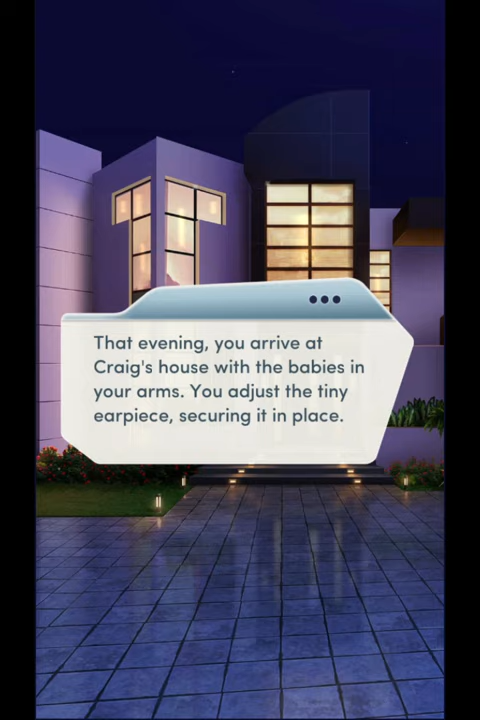 That evening, you arrive at
Craig's house with the babies in
your arms. You adjust the tiny
earpiece, securing it in place.